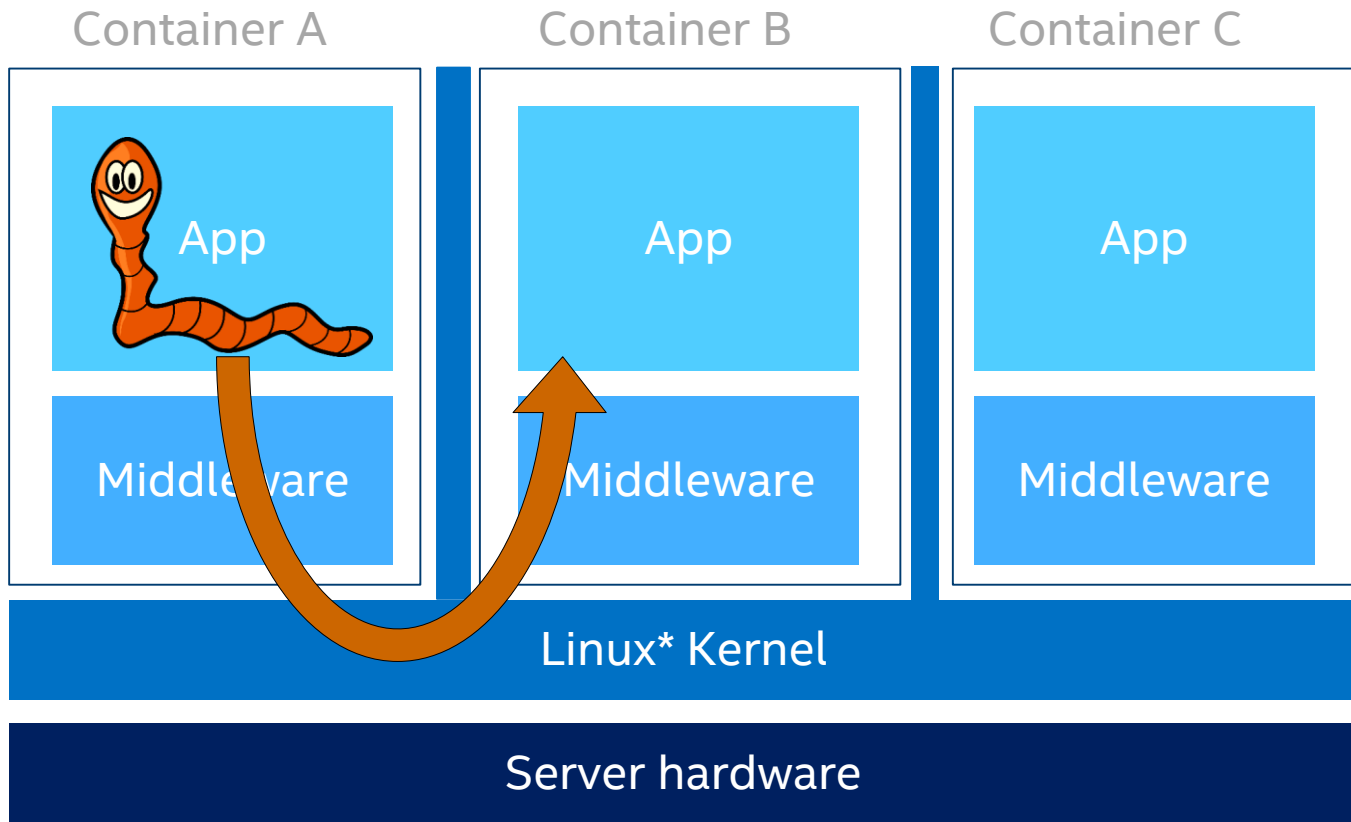 Container A
Container B
Container C
App
App
App
Middleware
Middleware
Middleware
Linux* Kernel
Server hardware